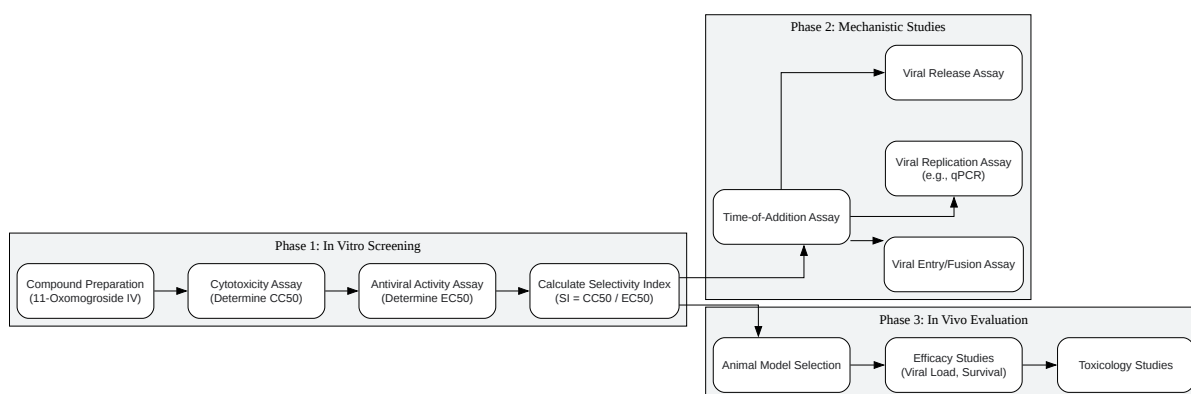 Phase 1: In Vitro Screening
Compound Preparation
(11-Oxomogroside IV)
Cytotoxicity Assay
(Determine CC50)
Antiviral Activity Assay
(Determine EC50)
Calculate Selectivity Index
(SI = CC50 / EC50)
Phase 2: Mechanistic Studies
Time-of-Addition Assay
Viral Release Assay
Viral Replication Assay
(e.g., qPCR)
Viral Entry/Fusion Assay
Phase 3: In Vivo Evaluation
Animal Model Selection
Efficacy Studies
(Viral Load, Survival)
Toxicology Studies